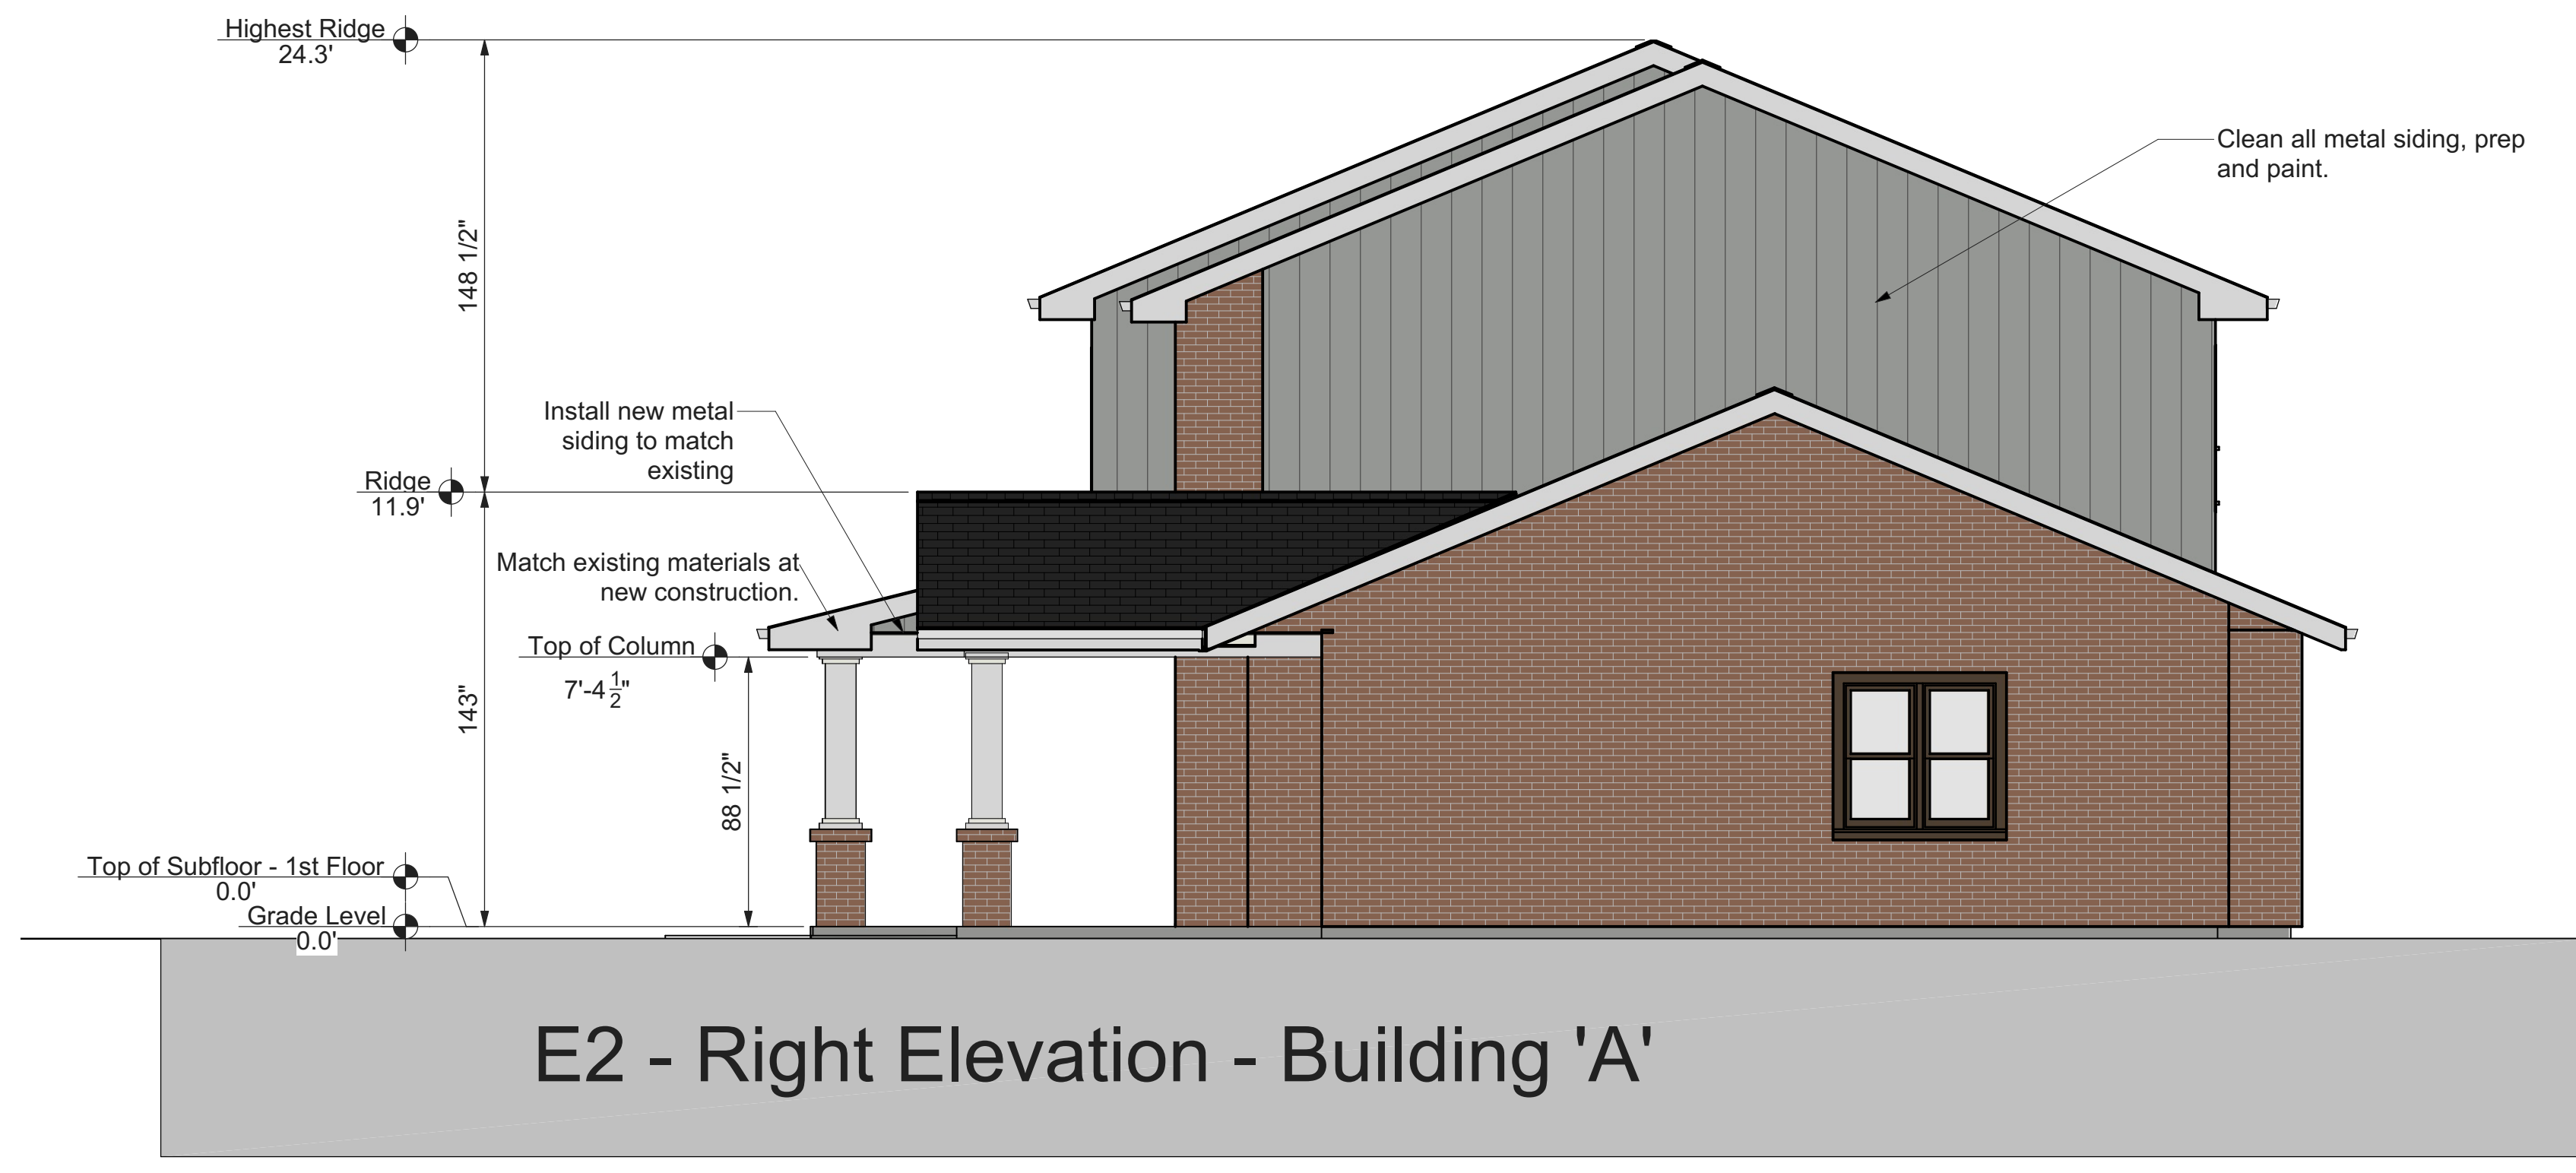 Highest Ridge
24.3'
148 1/2"
Clean all metal siding, prep
and paint.
Install new metal
siding to match
existing
Ridge
11.9'
143"
Match existing materials at
new construction.
Top of Column
7'-4 1/2"
88 1/2"
Top of Subfloor - 1st Floor
0.0'
Grade Level
0.0'
E2 - Right Elevation - Building 'A'